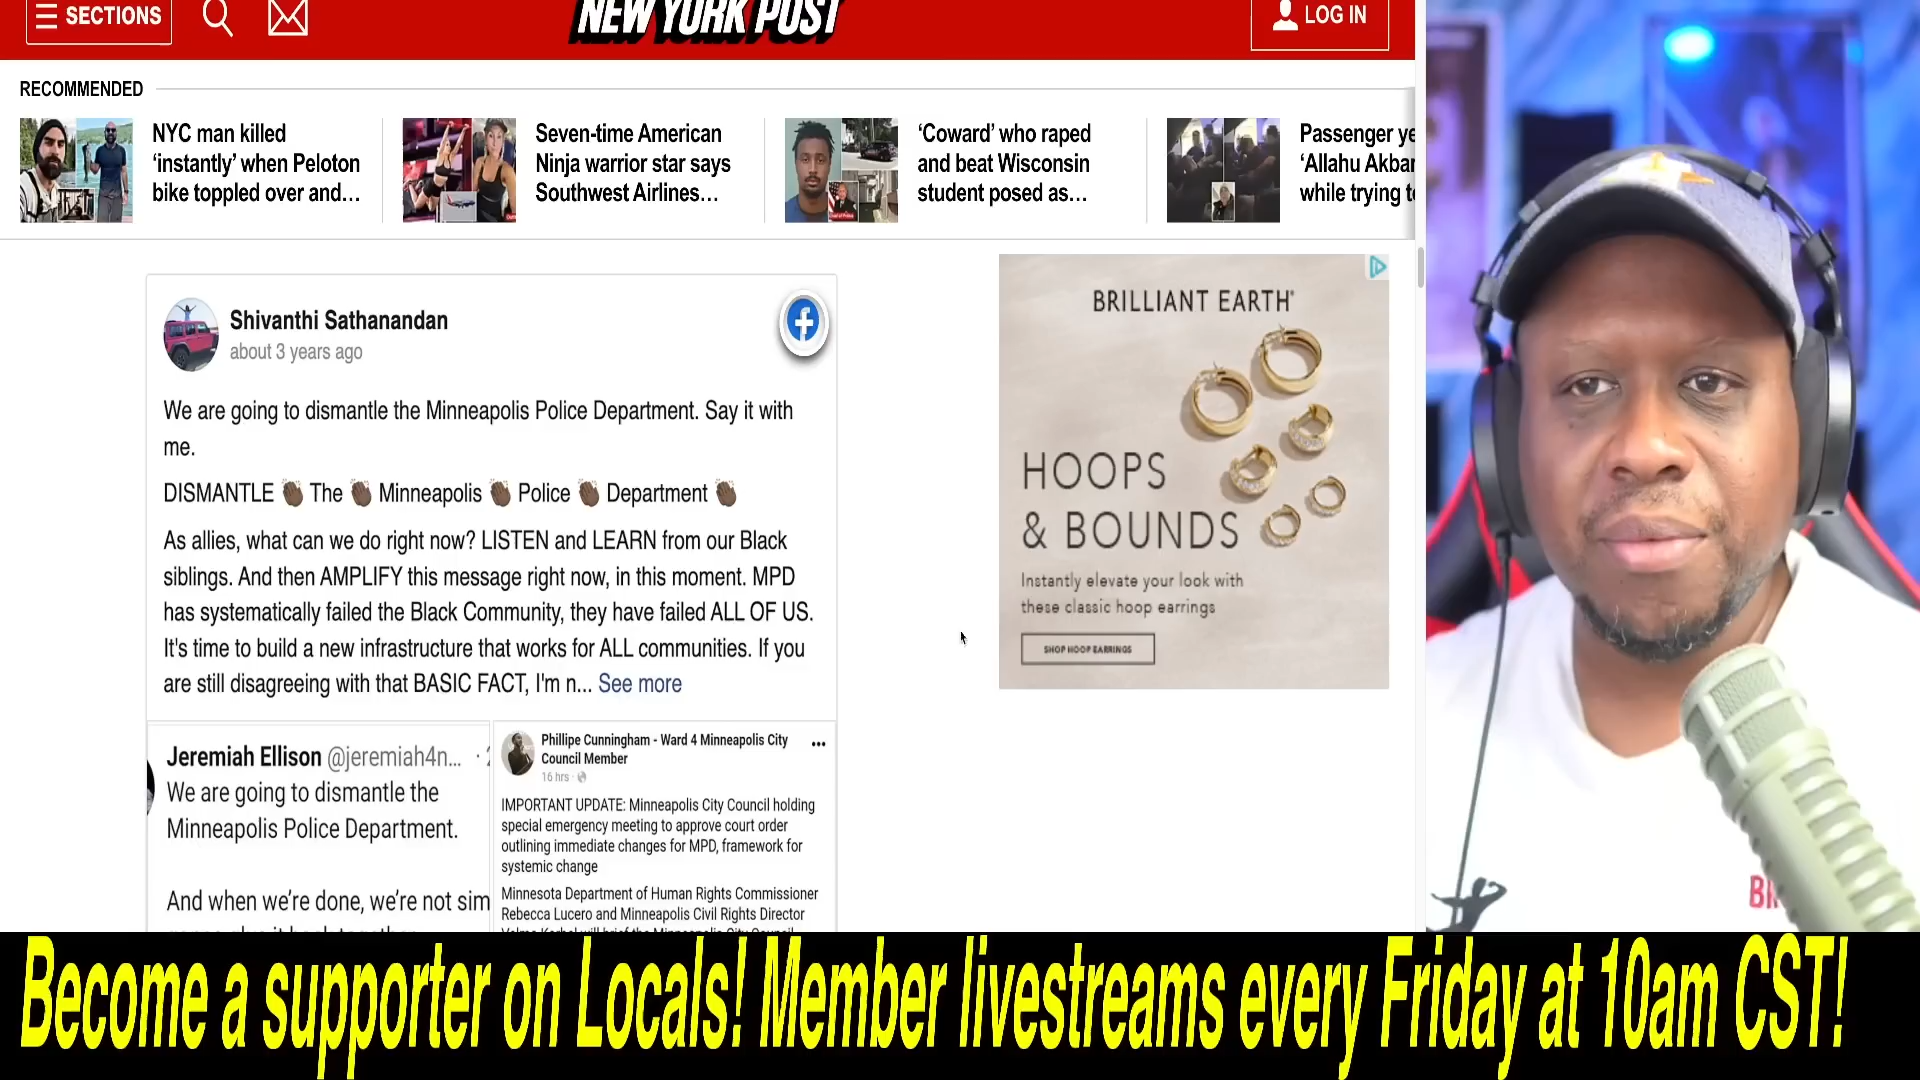 SECTIONS
NEW YORK POST
LOG IN
RECOMMENDED
NYC man killed
‘instantly’ when Peloton
bike toppled over and...
Seven-time American
Ninja warrior star says
Southwest Airlines...
‘Coward’ who raped
and beat Wisconsin
student posed as...
Passenger ye
‘Allahu Akbar
while trying t
Shivanthi Sathanandan
about 3 years ago
We are going to dismantle the Minneapolis Police Department. Say it with
me.
DISMANTLE 👏🏾 The 👏🏾 Minneapolis 👏🏾 Police 👏🏾 Department 👏🏾
As allies, what can we do right now? LISTEN and LEARN from our Black
siblings. And then AMPLIFY this message right now, in this moment. MPD
has systematically failed the Black Community, they have failed ALL OF US.
It's time to build a new infrastructure that works for ALL communities. If you
are still disagreeing with that BASIC FACT, I'm n... See more
Jeremiah Ellison @jeremiah4n... · 2
We are going to dismantle the
Minneapolis Police Department.
And when we’re done, we’re not sim
Phillipe Cunningham - Ward 4 Minneapolis City
Council Member
16 hrs ·
IMPORTANT UPDATE: Minneapolis City Council holding
special emergency meeting to approve court order
outlining immediate changes for MPD, framework for
systemic change
Minnesota Department of Human Rights Commissioner
Rebecca Lucero and Minneapolis Civil Rights Director
BRILLIANT EARTH
HOOPS
& BOUNDS
Instantly elevate your look with
these classic hoop earrings
SHOP HOOP EARRINGS
Become a supporter on Locals! Member livestreams every Friday at 10am CST!